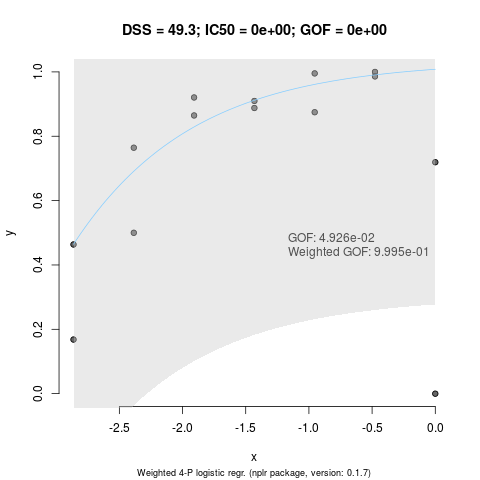 DSS = 49.3; IC50 = 0e+00; GOF = 0e+00
y
1.0
0.8
0.6
0.4
0.2
0.0
GOF: 4.926e-02
Weighted GOF: 9.995e-01
-2.5 -2.0 -1.5 -1.0 -0.5 0.0
x
Weighted 4-P logistic regr. (nplr package, version: 0.1.7)